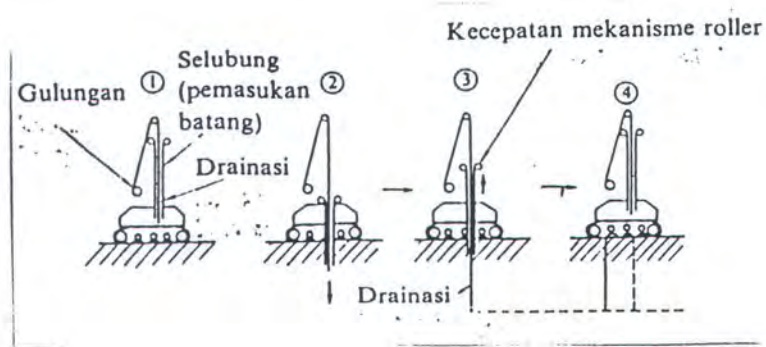 Kecepatan mekanisme roller
Gulungan
①
Selubung
(pemasukan
batang)
Drainasi
②
③
④
Drainasi